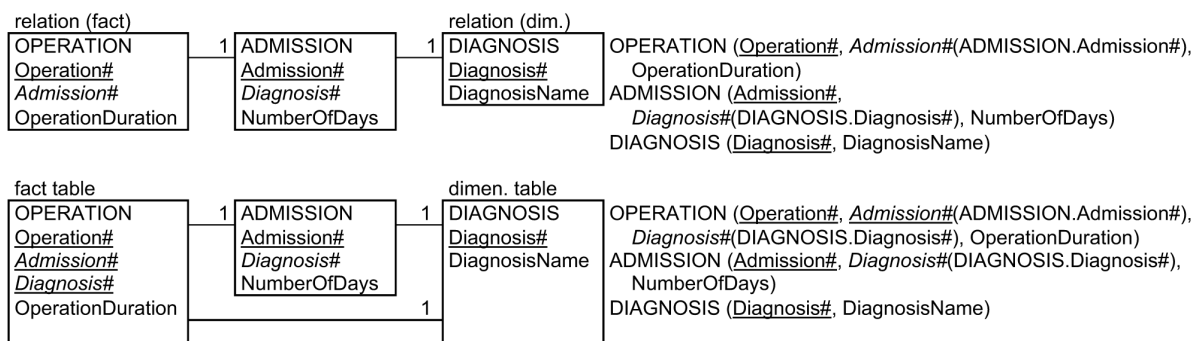 relation (fact)
relation (dim.)
OPERATION
Operation#
Admission#
OperationDuration
1
ADMISSION
Admission#
Diagnosis#
NumberOfDays
1
DIAGNOSIS
Diagnosis#
DiagnosisName
OPERATION (Operation#, Admission#(ADMISSION.Admission#),
OperationDuration)
ADMISSION (Admission#,
Diagnosis#(DIAGNOSIS.Diagnosis#), NumberOfDays)
DIAGNOSIS (Diagnosis#, DiagnosisName)
fact table
dimen. table
OPERATION
Operation#
Admission#
Diagnosis#
OperationDuration
1
ADMISSION
Admission#
Diagnosis#
NumberOfDays
1
1
DIAGNOSIS
Diagnosis#
DiagnosisName
OPERATION (Operation#, Admission#(ADMISSION.Admission#),
Diagnosis#(DIAGNOSIS.Diagnosis#), OperationDuration)
ADMISSION (Admission#, Diagnosis#(DIAGNOSIS.Diagnosis#),
NumberOfDays)
DIAGNOSIS (Diagnosis#, DiagnosisName)